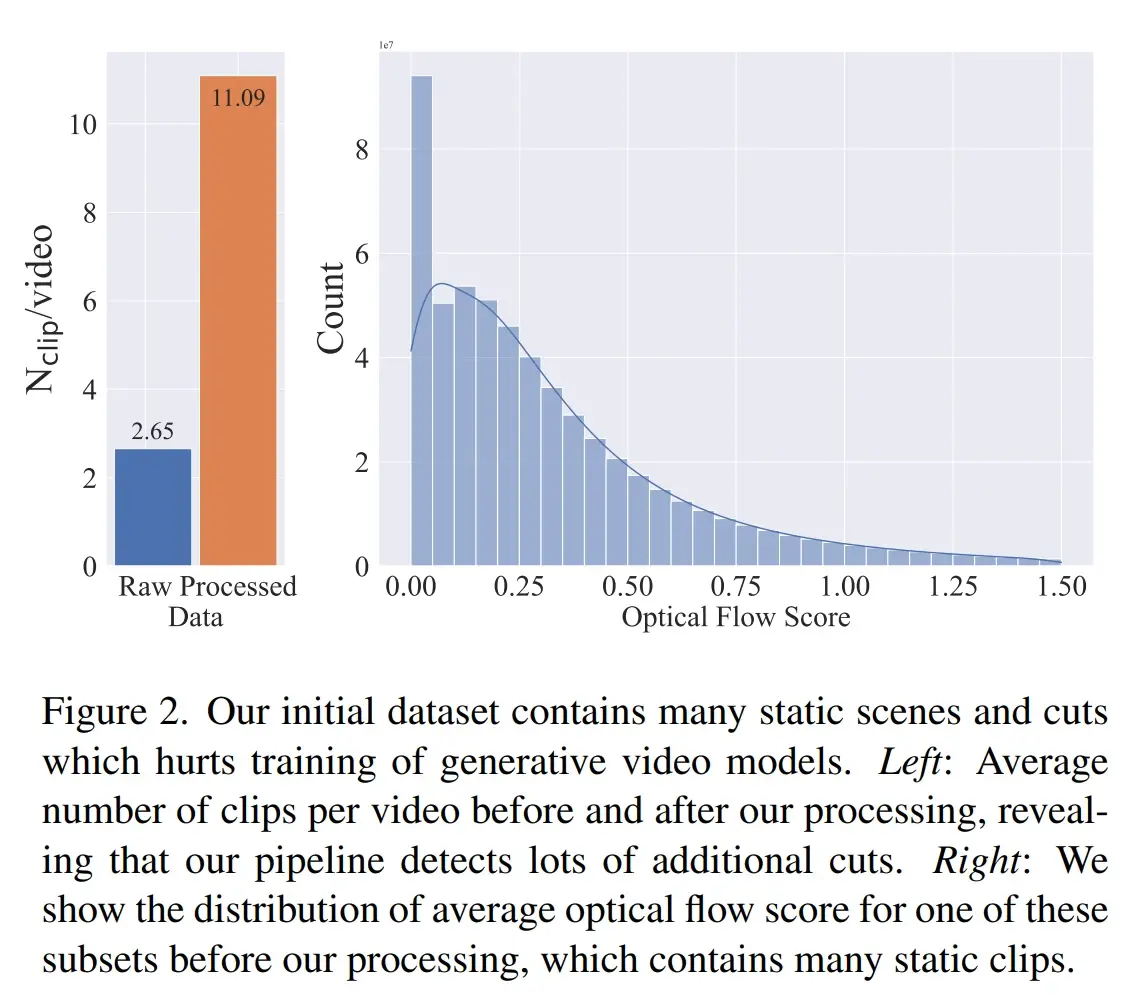 1e7
10
8
6
4
2
0
N_clip/video
2.65
11.09
Raw Processed
Data
8
6
4
2
0
Count
0.00 0.25 0.50 0.75 1.00 1.25 1.50
Optical Flow Score
Figure 2. Our initial dataset contains many static scenes and cuts
which hurts training of generative video models. Left: Average
number of clips per video before and after our processing, reveal-
ing that our pipeline detects lots of additional cuts. Right: We
show the distribution of average optical flow score for one of these
subsets before our processing, which contains many static clips.